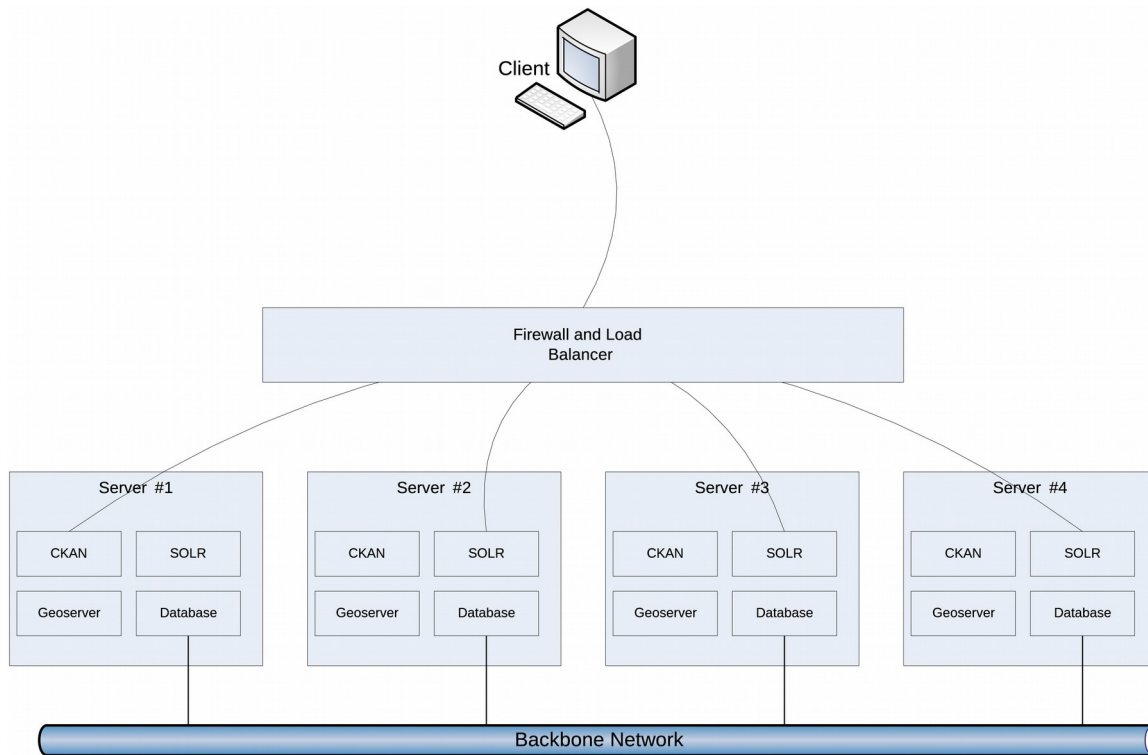 Client
Firewall and Load
Balancer
Server #1
Server #2
Server #3
Server #4
CKAN
SOLR
CKAN
SOLR
CKAN
SOLR
CKAN
SOLR
Geoserver
Database
Geoserver
Database
Geoserver
Database
Geoserver
Database
Backbone Network